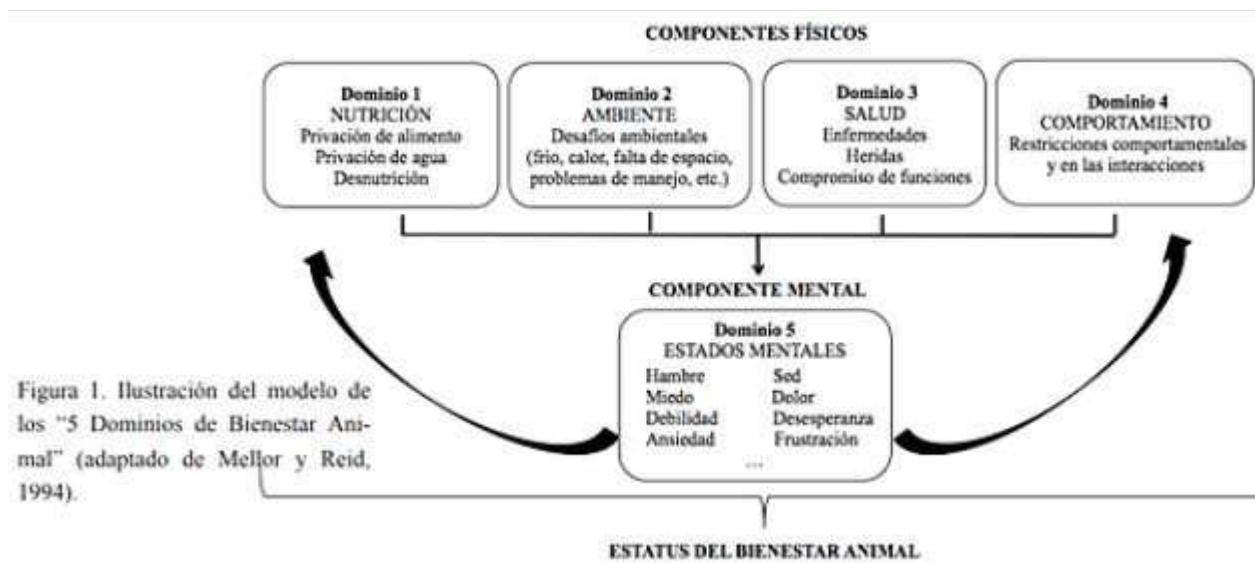 COMPONENTES FÍSICOS
Dominio 1
NUTRICIÓN
Privación de alimento
Privación de agua
Desnutrición
Dominio 2
AMBIENTE
Desafíos ambientales
(frio, calor, falta de espacio,
problemas de manejo, etc.)
Dominio 3
SALUD
Enfermedades
Heridas
Compromiso de funciones
Dominio 4
COMPORTAMIENTO
Restricciones comportamentales
y en las interacciones
COMPONENTE MENTAL
Dominio 5
ESTADOS MENTALES
Hambre Sed
Miedo Dolor
Debilidad Desesperanza
Ansiedad Frustración
...
Figura 1. Ilustración del modelo de
los “5 Dominios de Bienestar Ani-
mal” (adaptado de Mellor y Reid,
1994).
ESTATUS DEL BIENESTAR ANIMAL